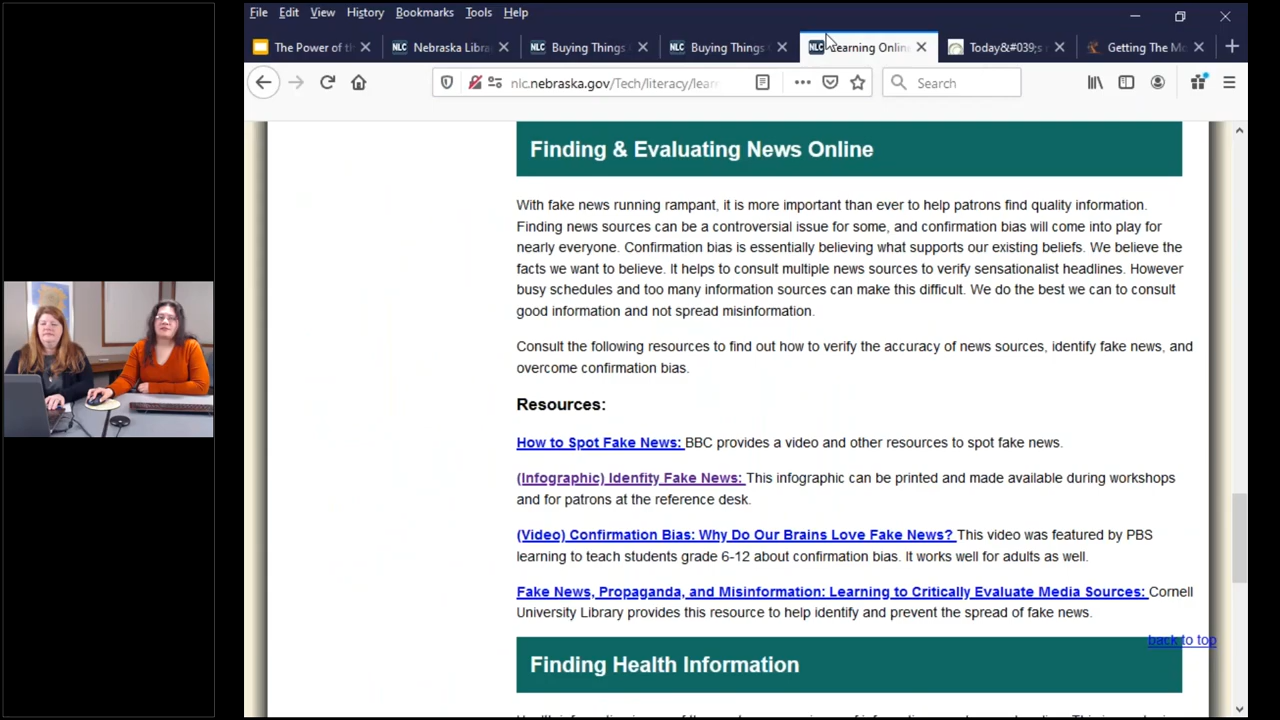 File Edit View History Bookmarks Tools Help
The Power of t
NLC Nebraska Libra
NLC Buying Things
NLC Buying Things
NLC Learning Online
Today&#039;s
Getting The Mo
nlc.nebraska.gov/Tech/literacy/lear
Search
Finding & Evaluating News Online
With fake news running rampant, it is more important than ever to help patrons find quality information.
Finding news sources can be a controversial issue for some, and confirmation bias will come into play for
nearly everyone. Confirmation bias is essentially believing what supports our existing beliefs. We believe the
facts we want to believe. It helps to consult multiple news sources to verify sensationalist headlines. However
busy schedules and too many information sources can make this difficult. We do the best we can to consult
good information and not spread misinformation.
Consult the following resources to find out how to verify the accuracy of news sources, identify fake news, and
overcome confirmation bias.
Resources:
How to Spot Fake News: BBC provides a video and other resources to spot fake news.
(Infographic) Idenfity Fake News: This infographic can be printed and made available during workshops
and for patrons at the reference desk.
(Video) Confirmation Bias: Why Do Our Brains Love Fake News? This video was featured by PBS
learning to teach students grade 6-12 about confirmation bias. It works well for adults as well.
Fake News, Propaganda, and Misinformation: Learning to Critically Evaluate Media Sources: Cornell
University Library provides this resource to help identify and prevent the spread of fake news.
back to top
Finding Health Information